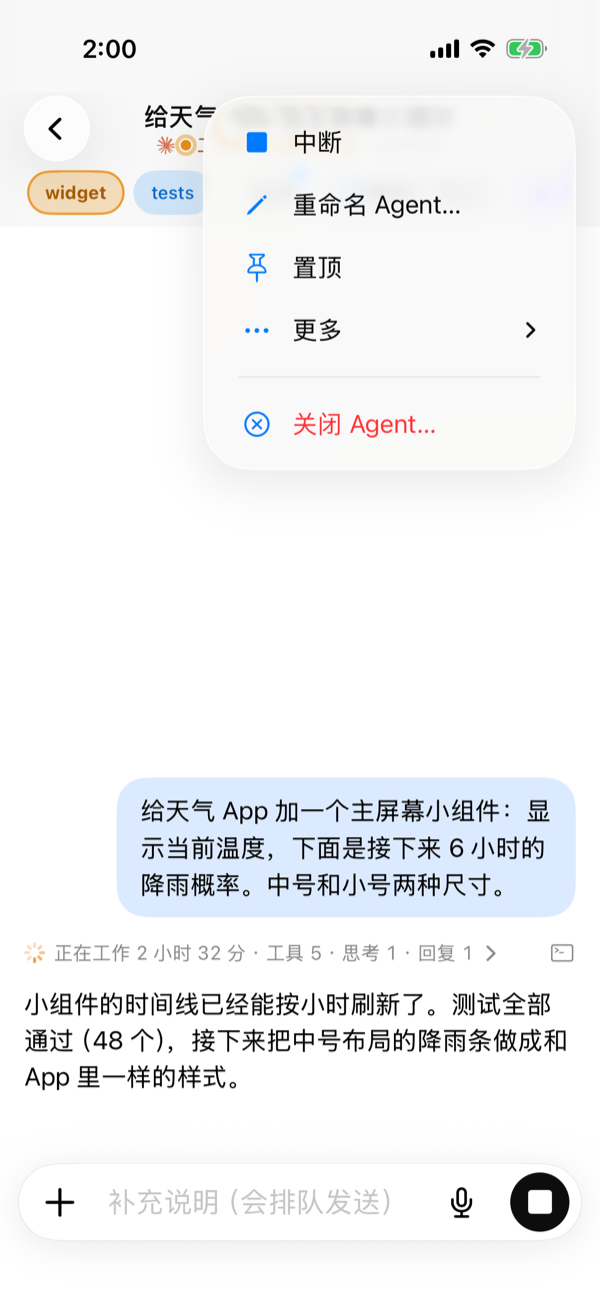 2:00
给天气
中断
widget
tests
重命名 Agent...
置顶
更多
关闭 Agent...
给天气 App 加一个主屏幕小组件：显
示当前温度，下面是接下来 6 小时的
降雨概率。中号和小号两种尺寸。
正在工作 2 小时 32 分 · 工具 5 · 思考 1 · 回复 1
小组件的时间线已经能按小时刷新了。测试全部
通过（48 个），接下来把中号布局的降雨条做成和
App 里一样的样式。
补充说明（会排队发送）